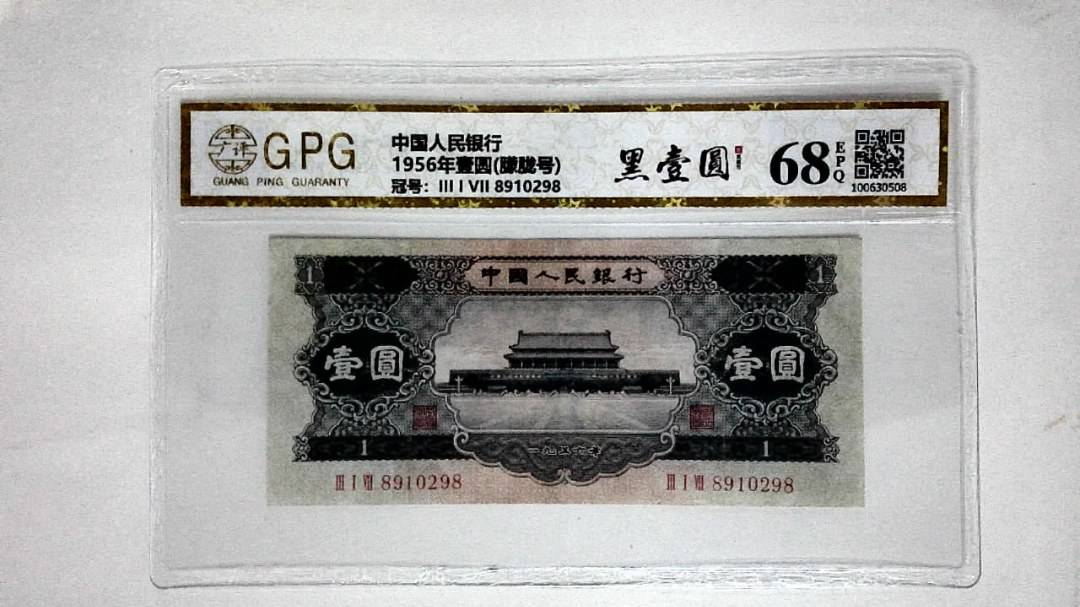 GPG
GUANG PING GUARANTY
中国人民银行
1956年壹圆(朦胧号)
冠号: III I VII 8910298
黑壹圆
68
EPQ
100630508
中國人民銀行
1
1
壹圓
壹圓
1
1
一九五六年
III I VII 8910298
III I VII 8910298